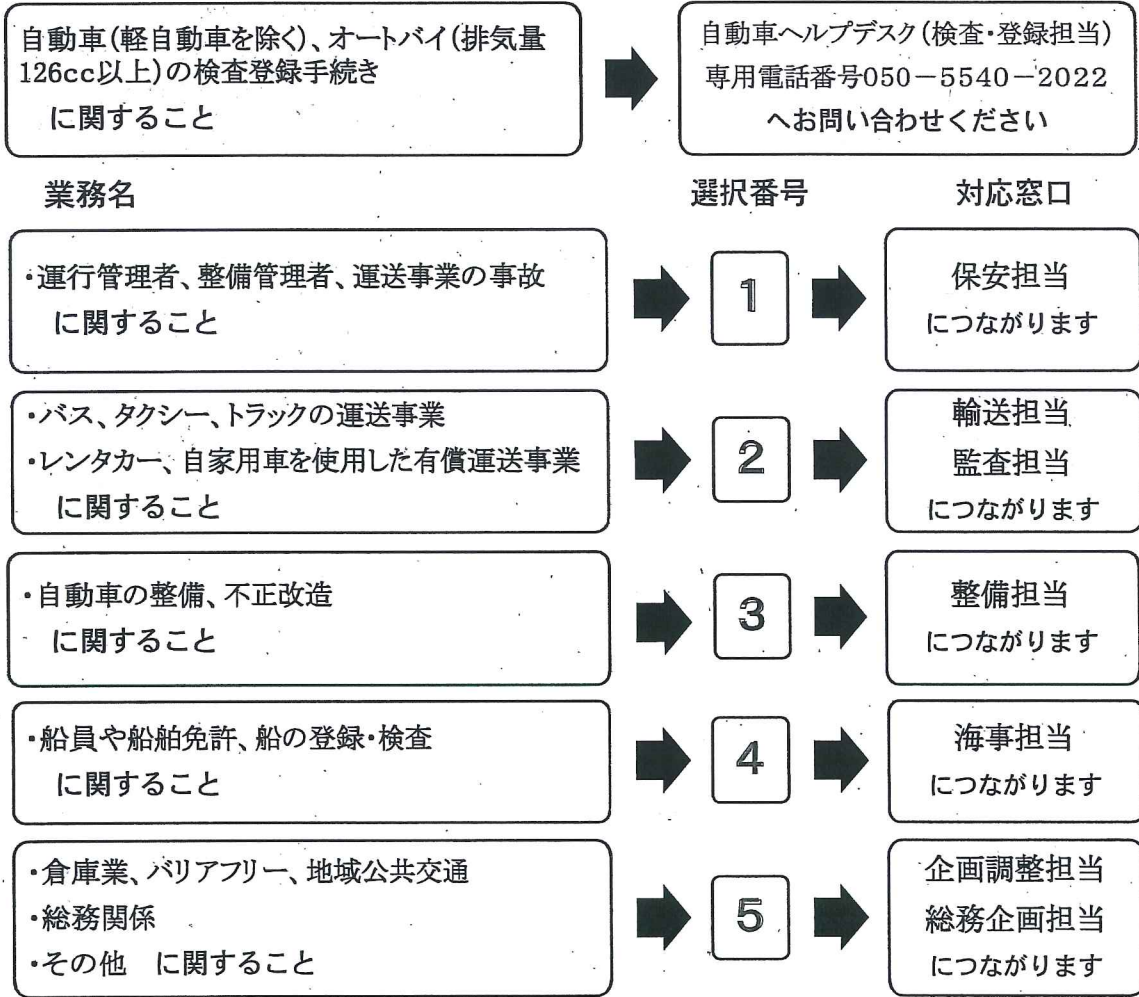 自動車(軽自動車を除く)、オートバイ(排気量
126cc以上)の検査登録手続き
に関すること
自動車ヘルプデスク(検査・登録担当)
専用電話番号050－5540－2022
へお問い合わせください
業務名
選択番号
対応窓口
・運行管理者、整備管理者、運送事業の事故
に関すること
1
保安担当
につながります
・バス、タクシー、トラックの運送事業
・レンタカー、自家用車を使用した有償運送事業
に関すること
2
輸送担当
監査担当
につながります
・自動車の整備、不正改造
に関すること
3
整備担当
につながります
・船員や船舶免許、船の登録・検査
に関すること
4
海事担当
につながります
・倉庫業、バリアフリー、地域公共交通
・総務関係
・その他　に関すること
5
企画調整担当
総務企画担当
につながります